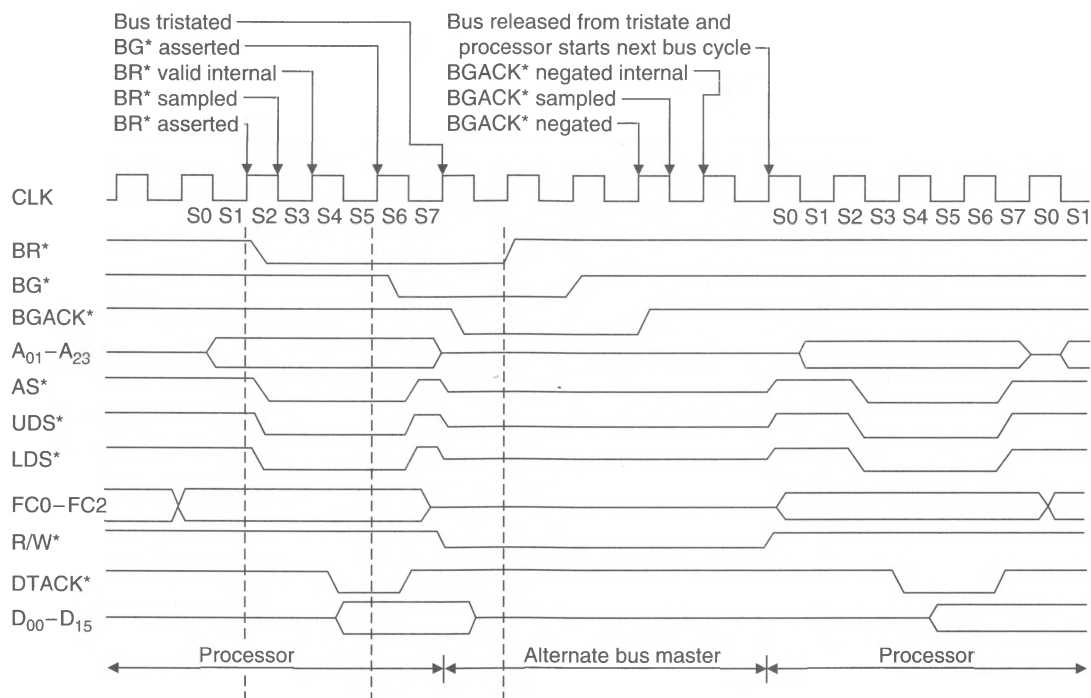 Bus tristated
BG* asserted
BR* valid internal
BR* sampled
BR* asserted
Bus released from tristate and
processor starts next bus cycle
BGACK* negated internal
BGACK* sampled
BGACK* negated
CLK
S0 S1 S2 S3 S4 S5 S6 S7 S0 S1 S2 S3 S4 S5 S6 S7 S0 S1
BR*
BG*
BGACK*
A01–A23
AS*
UDS*
LDS*
FC0–FC2
R/W*
DTACK*
D00–D15
Processor Alternate bus master Processor